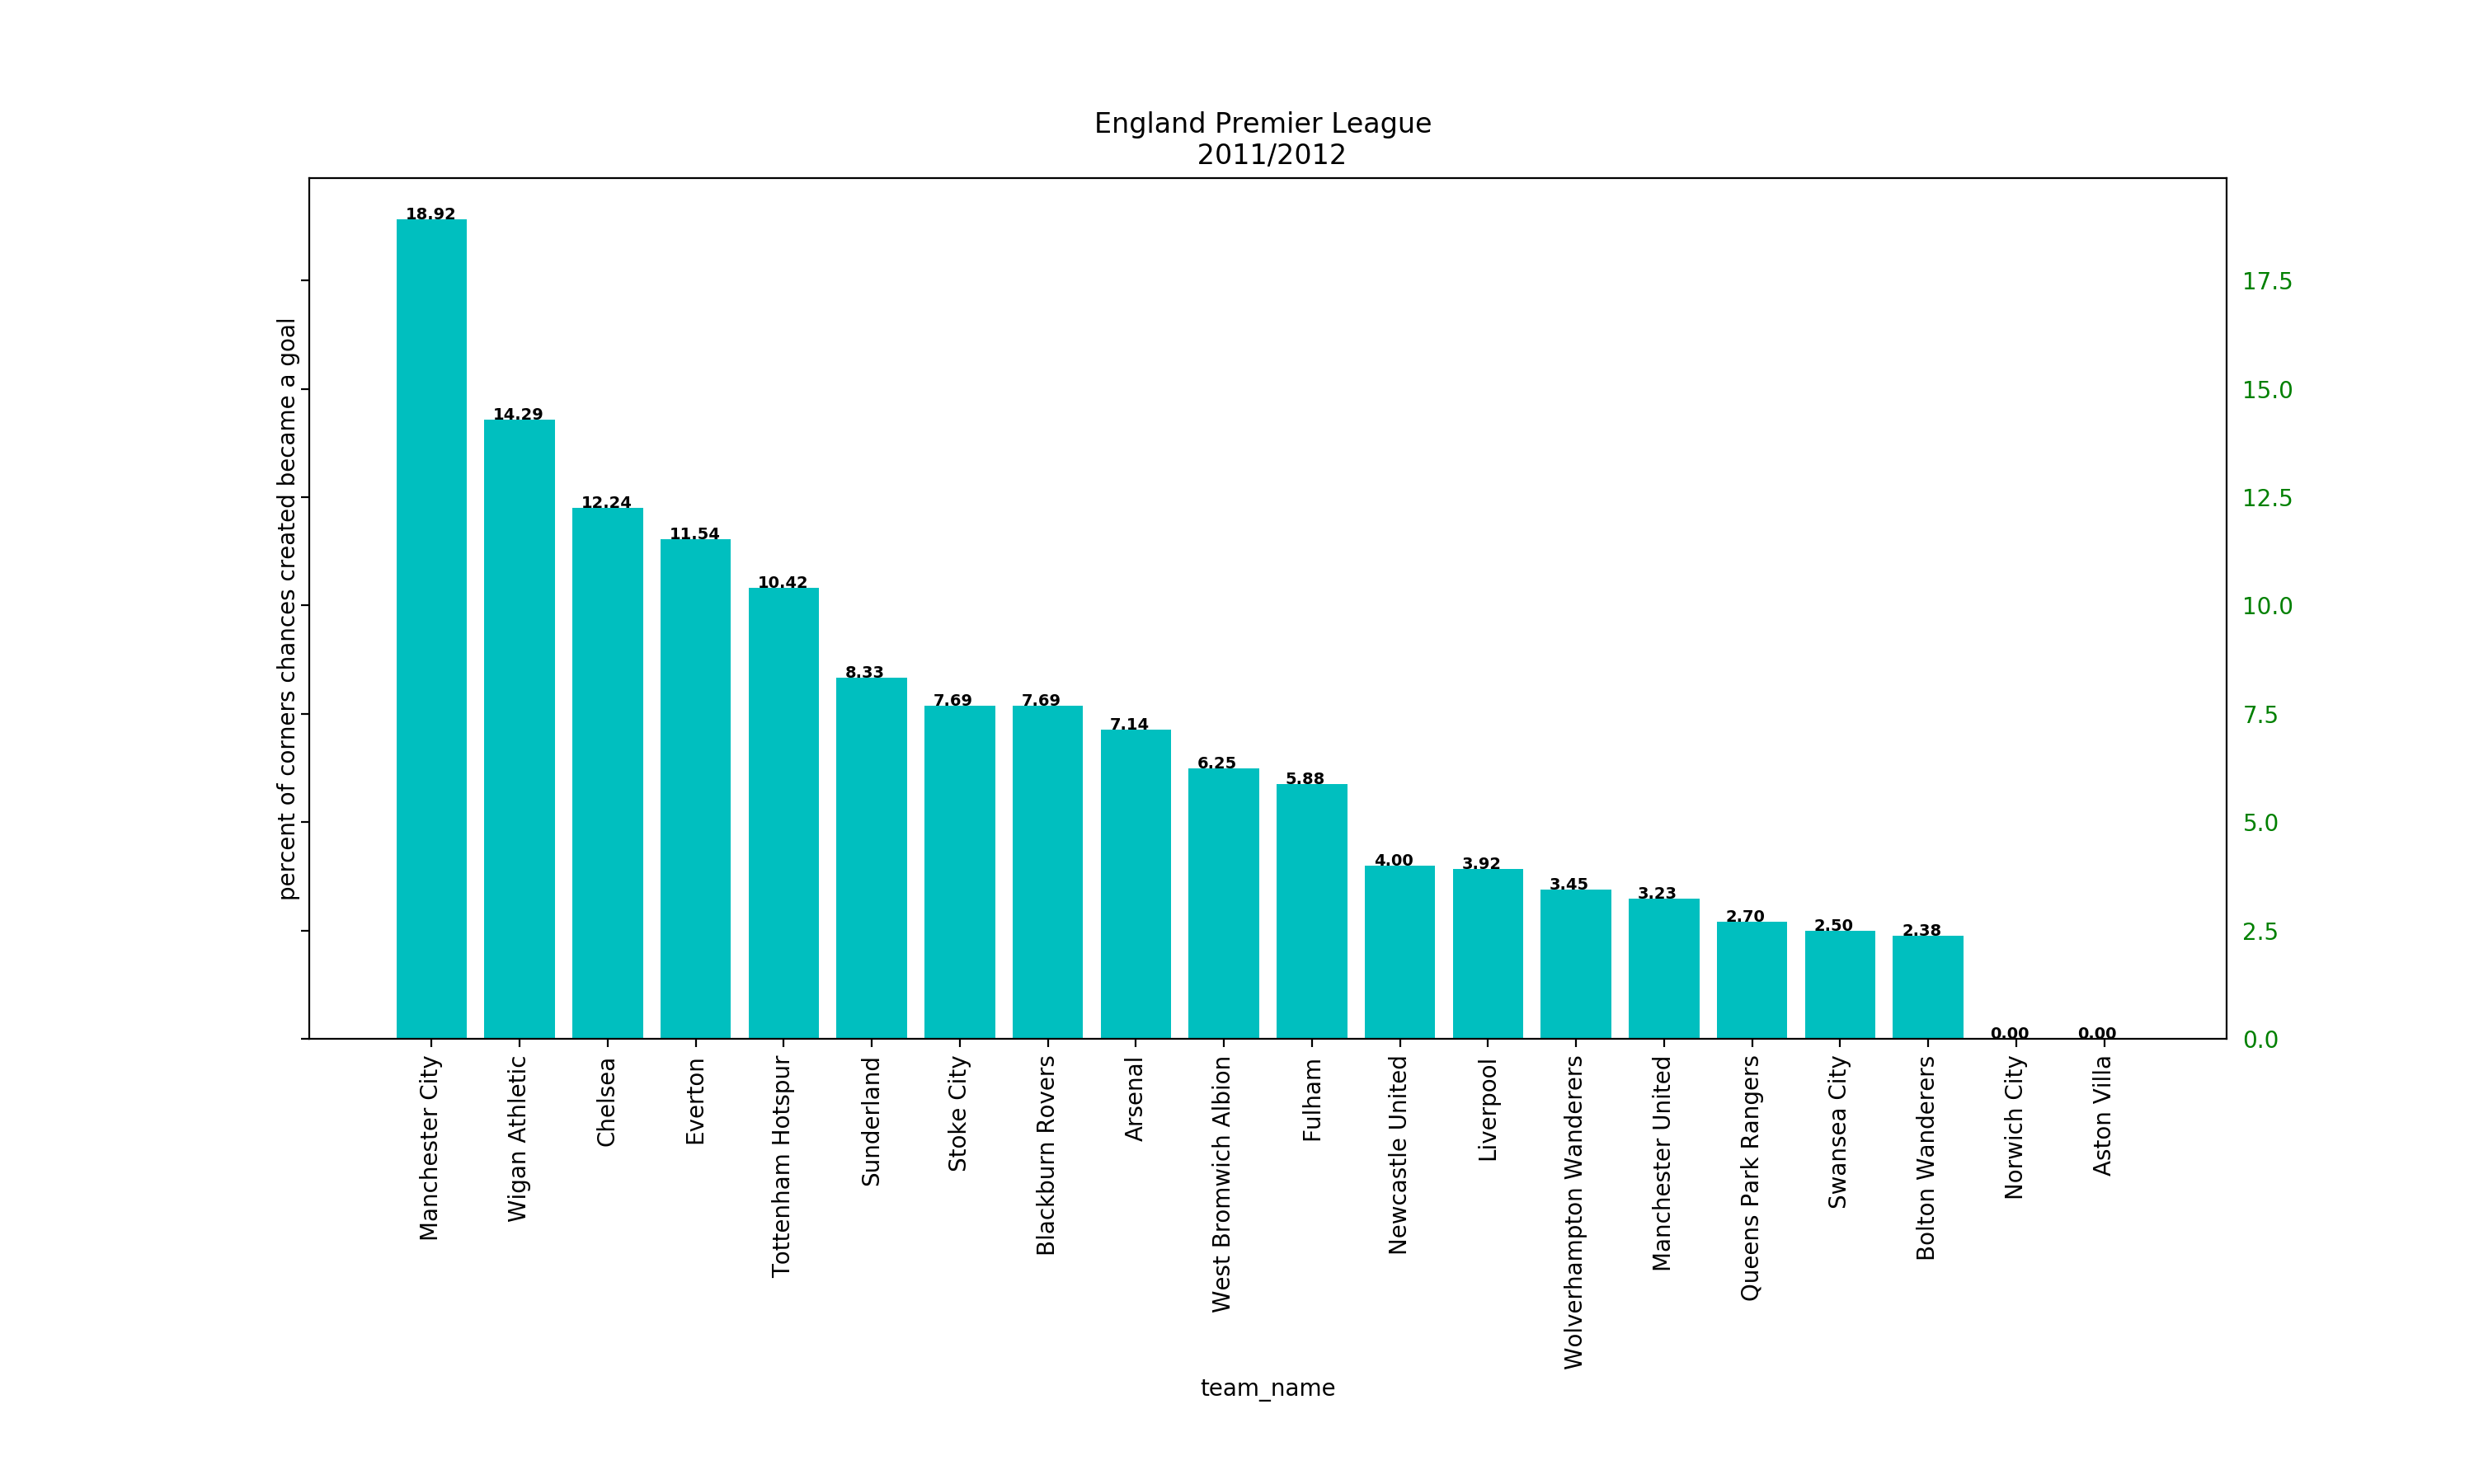 England Premier League
2011/2012
percent of corners chances created became a goal
18.92
14.29
12.24
11.54
10.42
8.33
7.69
7.69
7.14
6.25
5.88
4.00
3.92
3.45
3.23
2.70
2.50
2.38
0.00
0.00
17.5
15.0
12.5
10.0
7.5
5.0
2.5
0.0
Manchester City
Wigan Athletic
Chelsea
Everton
Tottenham Hotspur
Sunderland
Stoke City
Blackburn Rovers
Arsenal
West Bromwich Albion
Fulham
Newcastle United
Liverpool
Wolverhampton Wanderers
Manchester United
Queens Park Rangers
Swansea City
Bolton Wanderers
Norwich City
Aston Villa
team_name